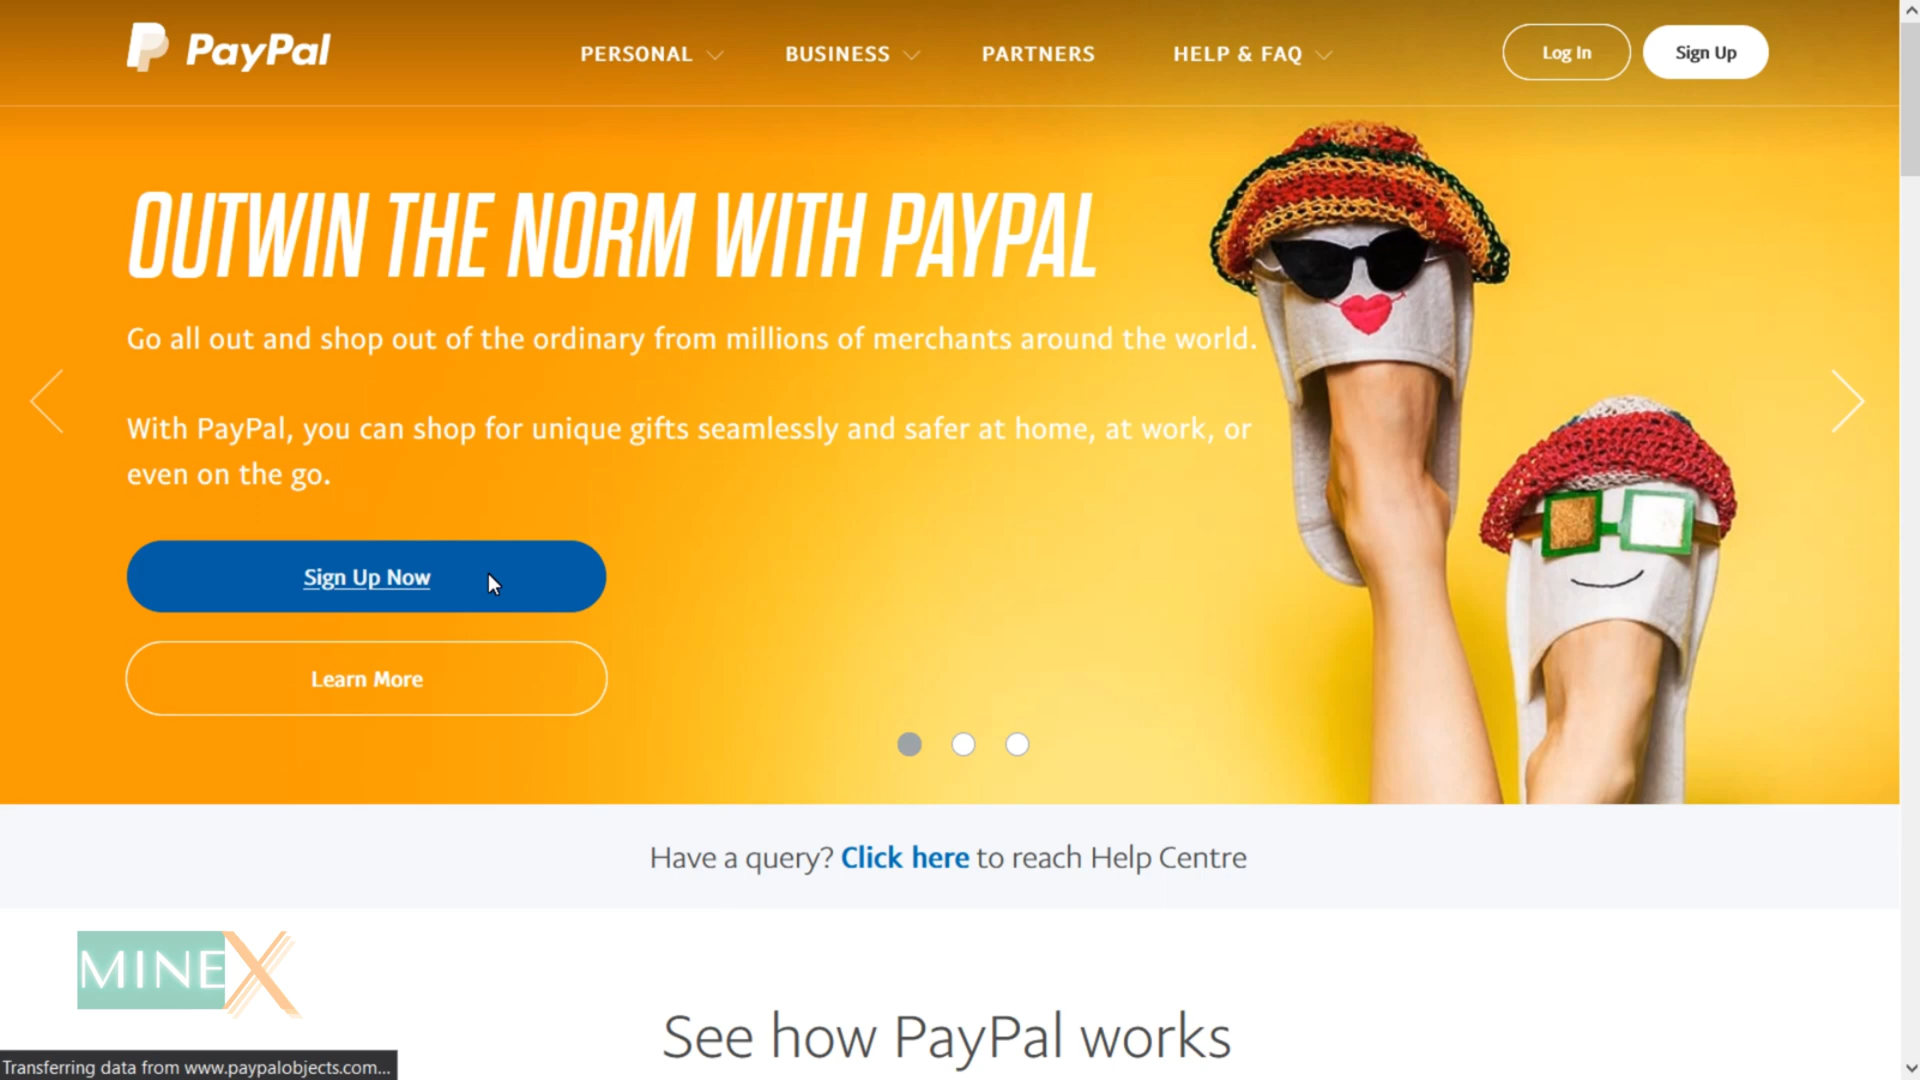 PayPal
PERSONAL
BUSINESS
PARTNERS
HELP & FAQ
Log In
Sign Up
OUTWIN THE NORM WITH PAYPAL
Go all out and shop out of the ordinary from millions of merchants around the world.
With PayPal, you can shop for unique gifts seamlessly and safer at home, at work, or
even on the go.
Sign Up Now
Learn More
Have a query? Click here to reach Help Centre
MINEX
See how PayPal works
Transferring data from www.paypalobjects.com...